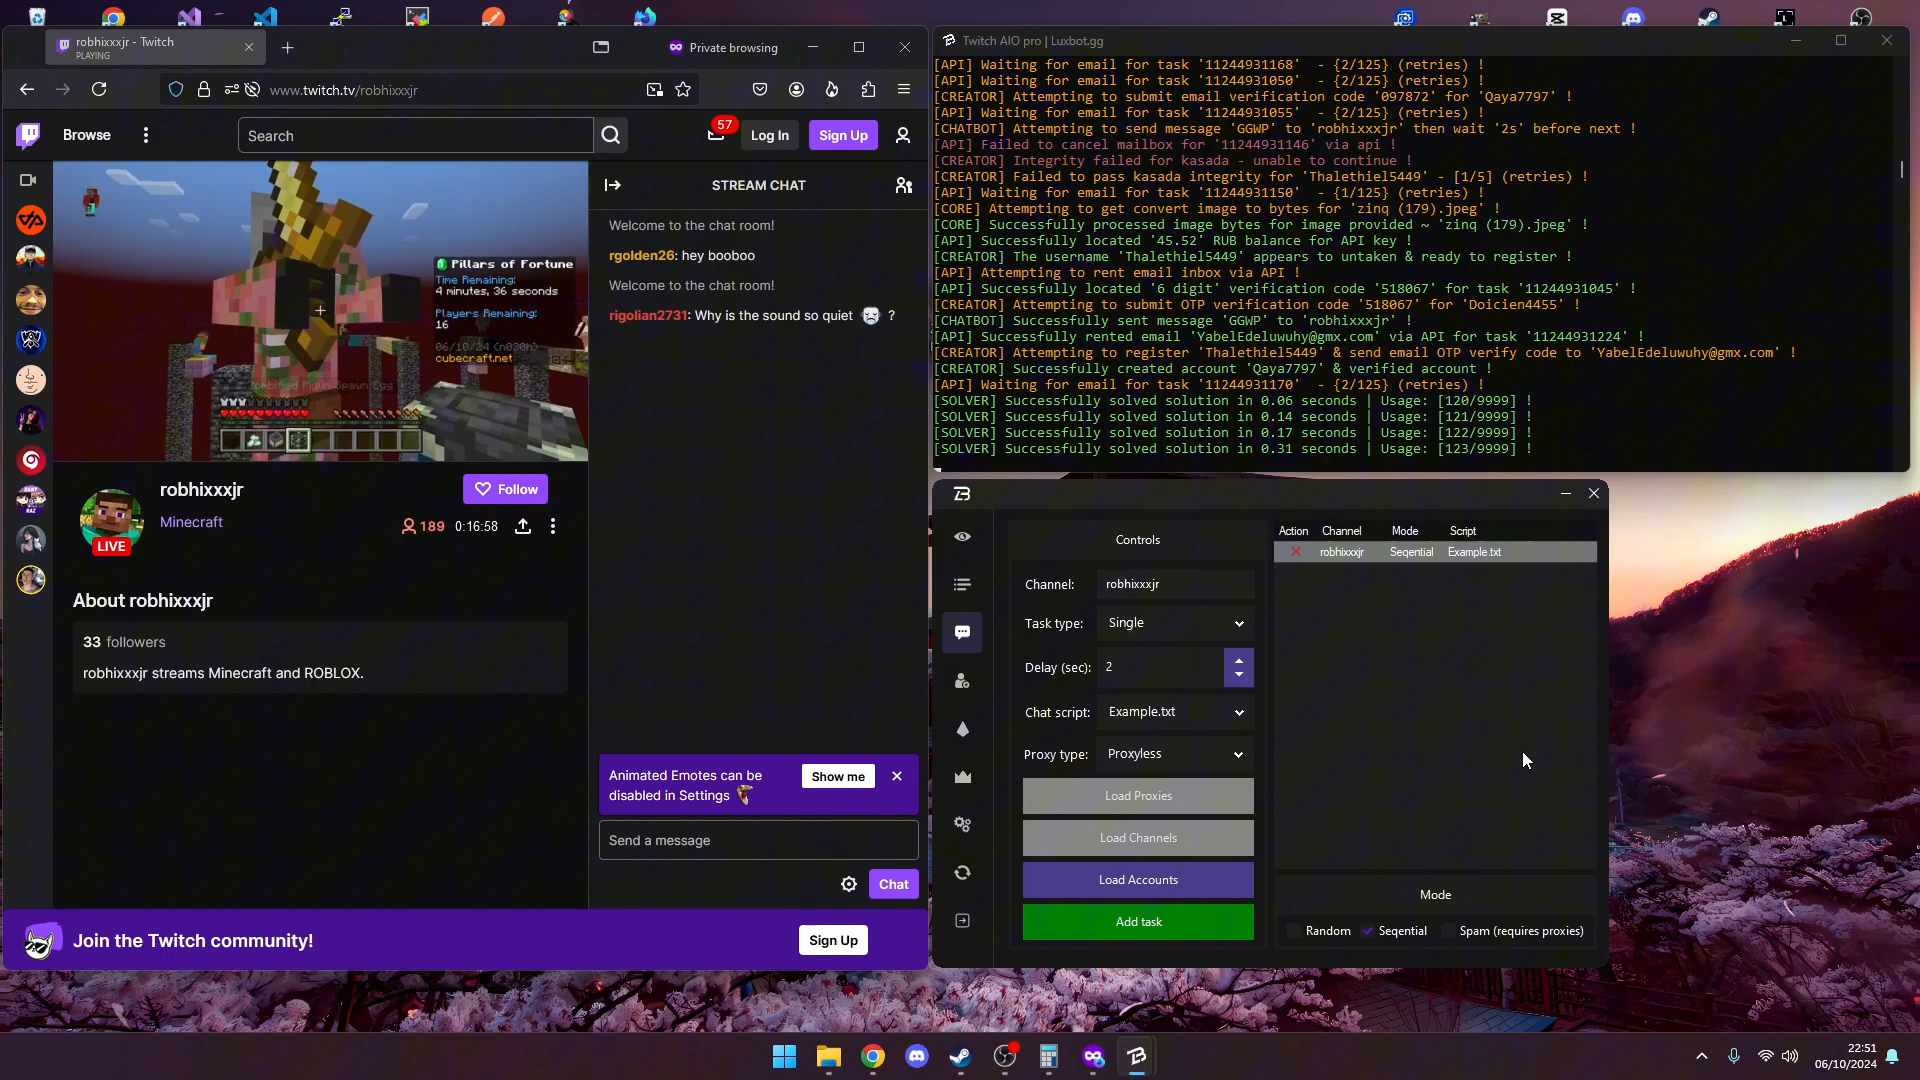 robhixxxjr - Twitch
PLAYING
Private browsing
www.twitch.tv/robhixxxjr
Browse
Search
57
Log In
Sign Up
Pillars of Fortune
Time Remaining:
4 minutes, 36 seconds
Players Remaining:
16
06/10/24 (n030h)
cubecraft.net
Zombified Piglin Spawn Egg
STREAM CHAT
Welcome to the chat room!
rgolden26: hey booboo
Welcome to the chat room!
rigolian2731: Why is the sound so quiet ?
robhixxxjr
Follow
Minecraft
189
0:16:58
LIVE
About robhixxxjr
33 followers
robhixxxjr streams Minecraft and ROBLOX.
Animated Emotes can be
disabled in Settings
Show me
Send a message
Chat
Join the Twitch community!
Sign Up
Twitch AIO pro | Luxbot.gg
[API] Waiting for email for task '11244931168' - {2/125} (retries) !
[API] Waiting for email for task '11244931050' - {2/125} (retries) !
[CREATOR] Attempting to submit email verification code '097872' for 'Qaya7797' !
[API] Waiting for email for task '11244931055' - {2/125} (retries) !
[CHATBOT] Attempting to send message 'GGWP' to 'robhixxxjr' then wait '2s' before next !
[API] Failed to cancel mailbox for '11244931146' via api !
[CREATOR] Integrity failed for kasada - unable to continue !
[CREATOR] Failed to pass kasada integrity for 'Thalethiel5449' - [1/5] (retries) !
[API] Waiting for email for task '11244931150' - {1/125} (retries) !
[CORE] Attempting to get convert image to bytes for 'zinq (179).jpeg' !
[CORE] Successfully processed image bytes for image provided ~ 'zinq (179).jpeg' !
[API] Successfully located '45.52' RUB balance for API key !
[CREATOR] The username 'Thalethiel5449' appears to untaken & ready to register !
[API] Attempting to rent email inbox via API !
[API] Successfully located '6 digit' verification code '518067' for task '11244931045' !
[CREATOR] Attempting to submit OTP verification code '518067' for 'Doicien4455' !
[CHATBOT] Successfully sent message 'GGWP' to 'robhixxxjr' !
[API] Successfully rented email 'YabelEdeluwuhy@gmx.com' via API for task '11244931224' !
[CREATOR] Attempting to register 'Thalethiel5449' & send email OTP verify code to 'YabelEdeluwuhy@gmx.com' !
[CREATOR] Successfully created account 'Qaya7797' & verified account !
[API] Waiting for email for task '11244931170' - {2/125} (retries) !
[SOLVER] Successfully solved solution in 0.06 seconds | Usage: [120/9999] !
[SOLVER] Successfully solved solution in 0.14 seconds | Usage: [121/9999] !
[SOLVER] Successfully solved solution in 0.17 seconds | Usage: [122/9999] !
[SOLVER] Successfully solved solution in 0.31 seconds | Usage: [123/9999] !
Controls
Channel: robhixxxjr
Task type: Single
Delay (sec): 2
Chat script: Example.txt
Proxy type: Proxyless
Load Proxies
Load Channels
Load Accounts
Add task
Action Channel Mode Script
robhixxxjr Seqential Example.txt
Mode
Random Seqential Spam (requires proxies)
22:51
06/10/2024